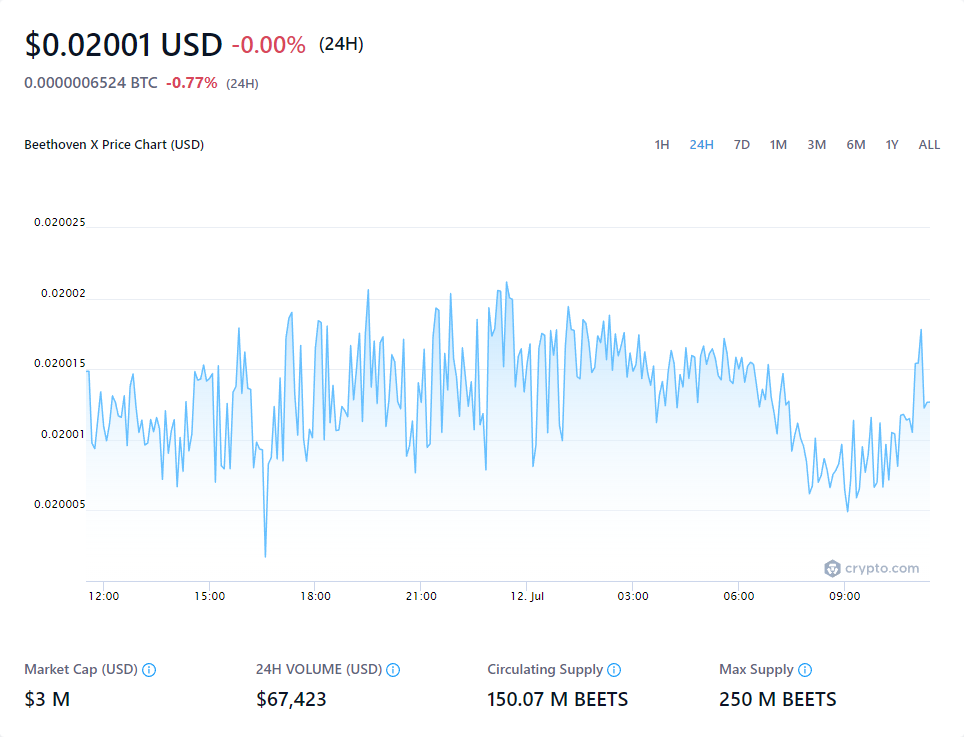 $0.02001 USD -0.00% (24H)
0.0000006524 BTC -0.77% (24H)
Beethoven X Price Chart (USD) 1H 24H 7D 1M 3M 6M 1Y ALL
0.020025
0.02002
0.020015
0.02001
0.020005
crypto.com
12:00 15:00 18:00 21:00 12. Jul 03:00 06:00 09:00
Market Cap (USD) 24H VOLUME (USD) Circulating Supply Max Supply
$3 M $67,423 150.07 M BEETS 250 M BEETS